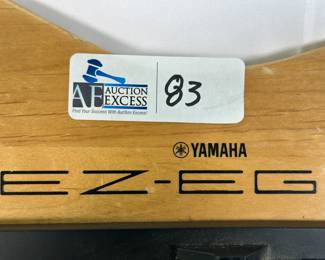 AE AUCTION
EXCESS
Find Your Success With Auction Excess!
83
YAMAHA
EZ-EG